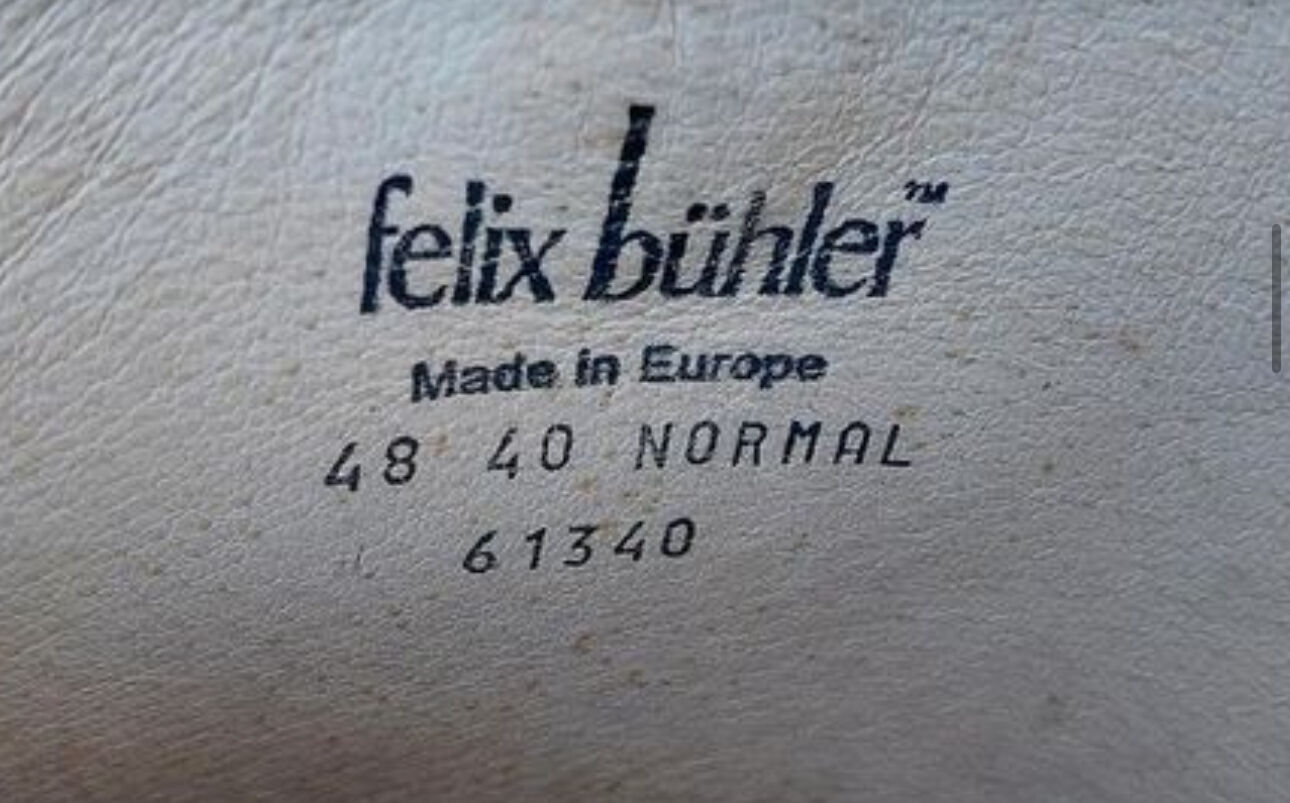 felix bühler™
Made in Europe
48 40 NORMAL
61340